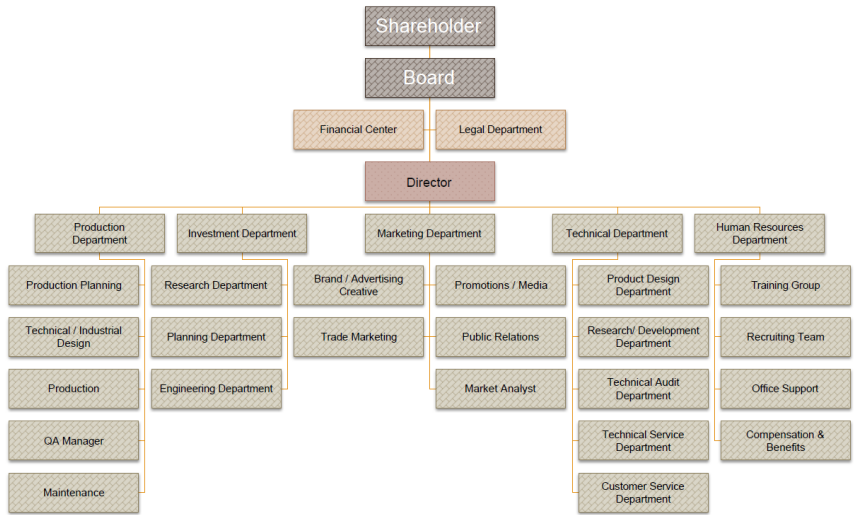 Shareholder
Board
Financial Center
Legal Department
Director
Production
Department
Investment Department
Marketing Department
Technical Department
Human Resources
Department
Production Planning
Research Department
Brand / Advertising
Creative
Promotions / Media
Product Design
Department
Training Group
Technical / Industrial
Design
Planning Department
Trade Marketing
Public Relations
Research/ Development
Department
Recruiting Team
Production
Engineering Department
Market Analyst
Technical Audit
Department
Office Support
QA Manager
Technical Service
Department
Compensation &
Benefits
Maintenance
Customer Service
Department